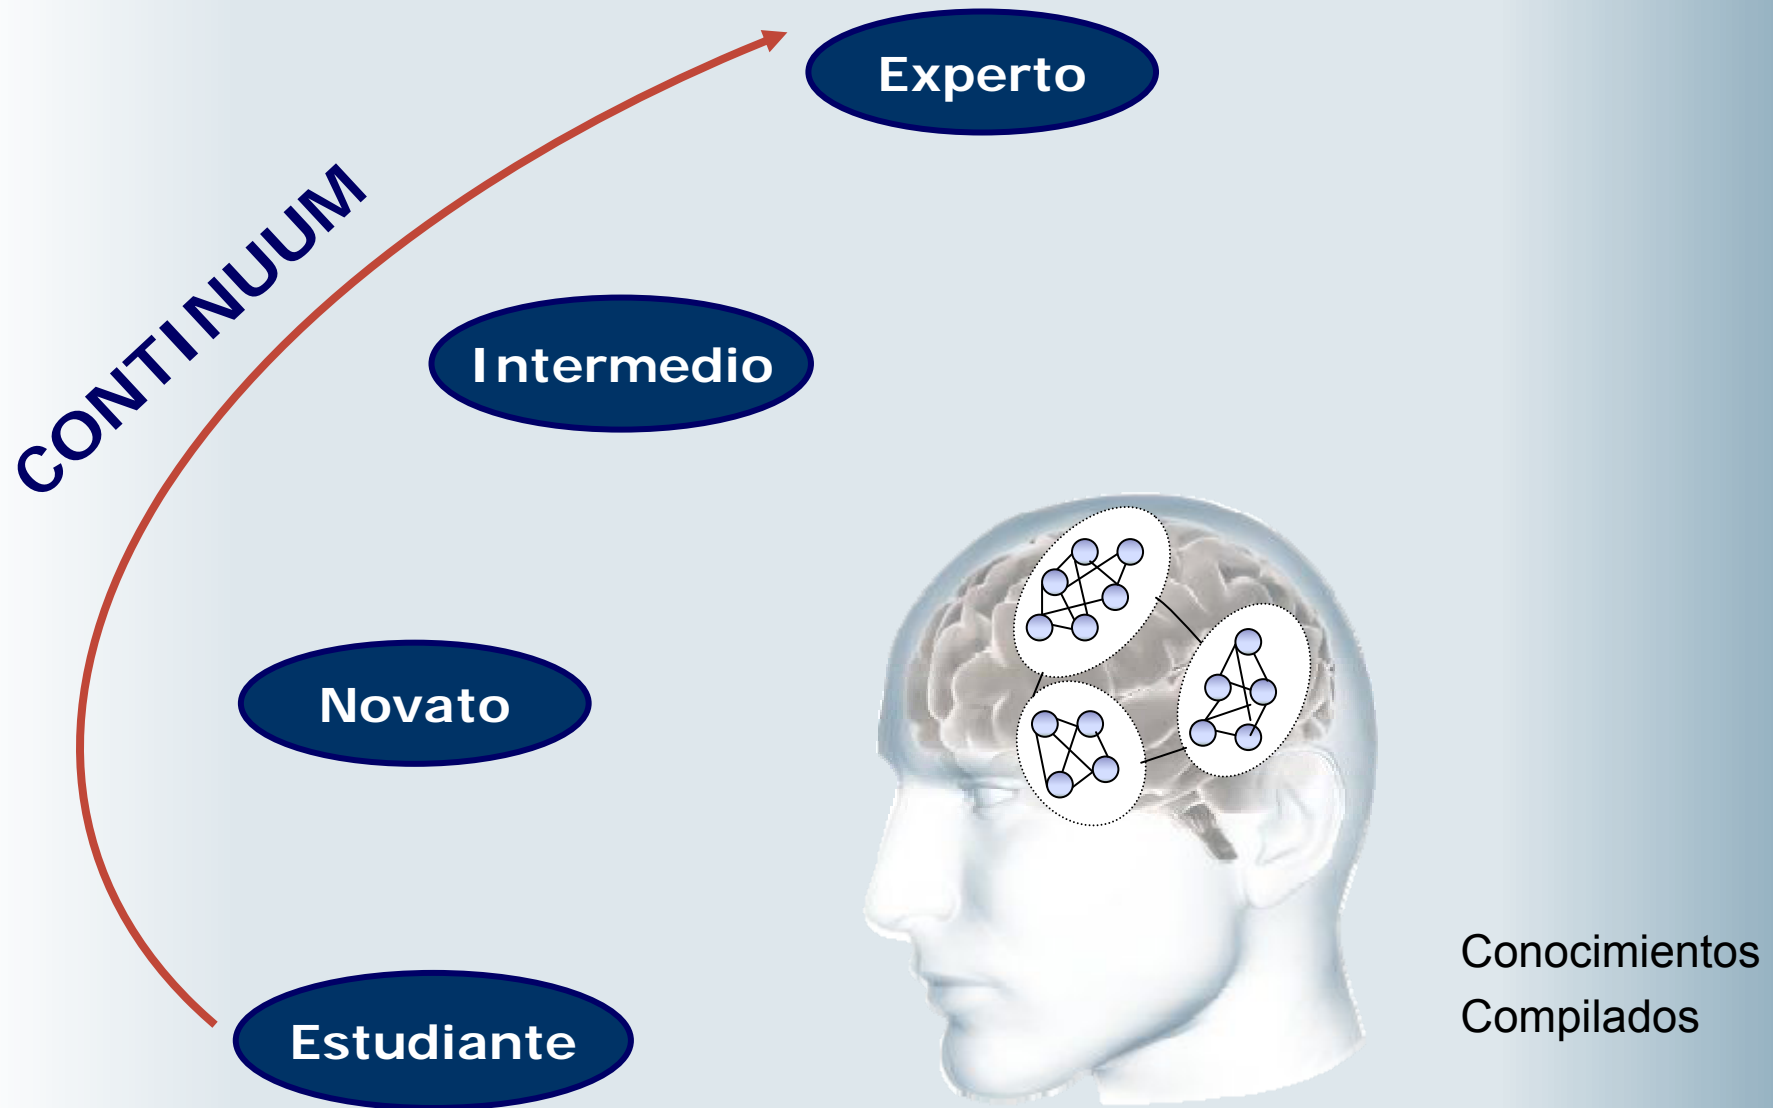 Experto
CONTINUUM
Intermedio
Novato
Conocimientos
Compilados
Estudiante